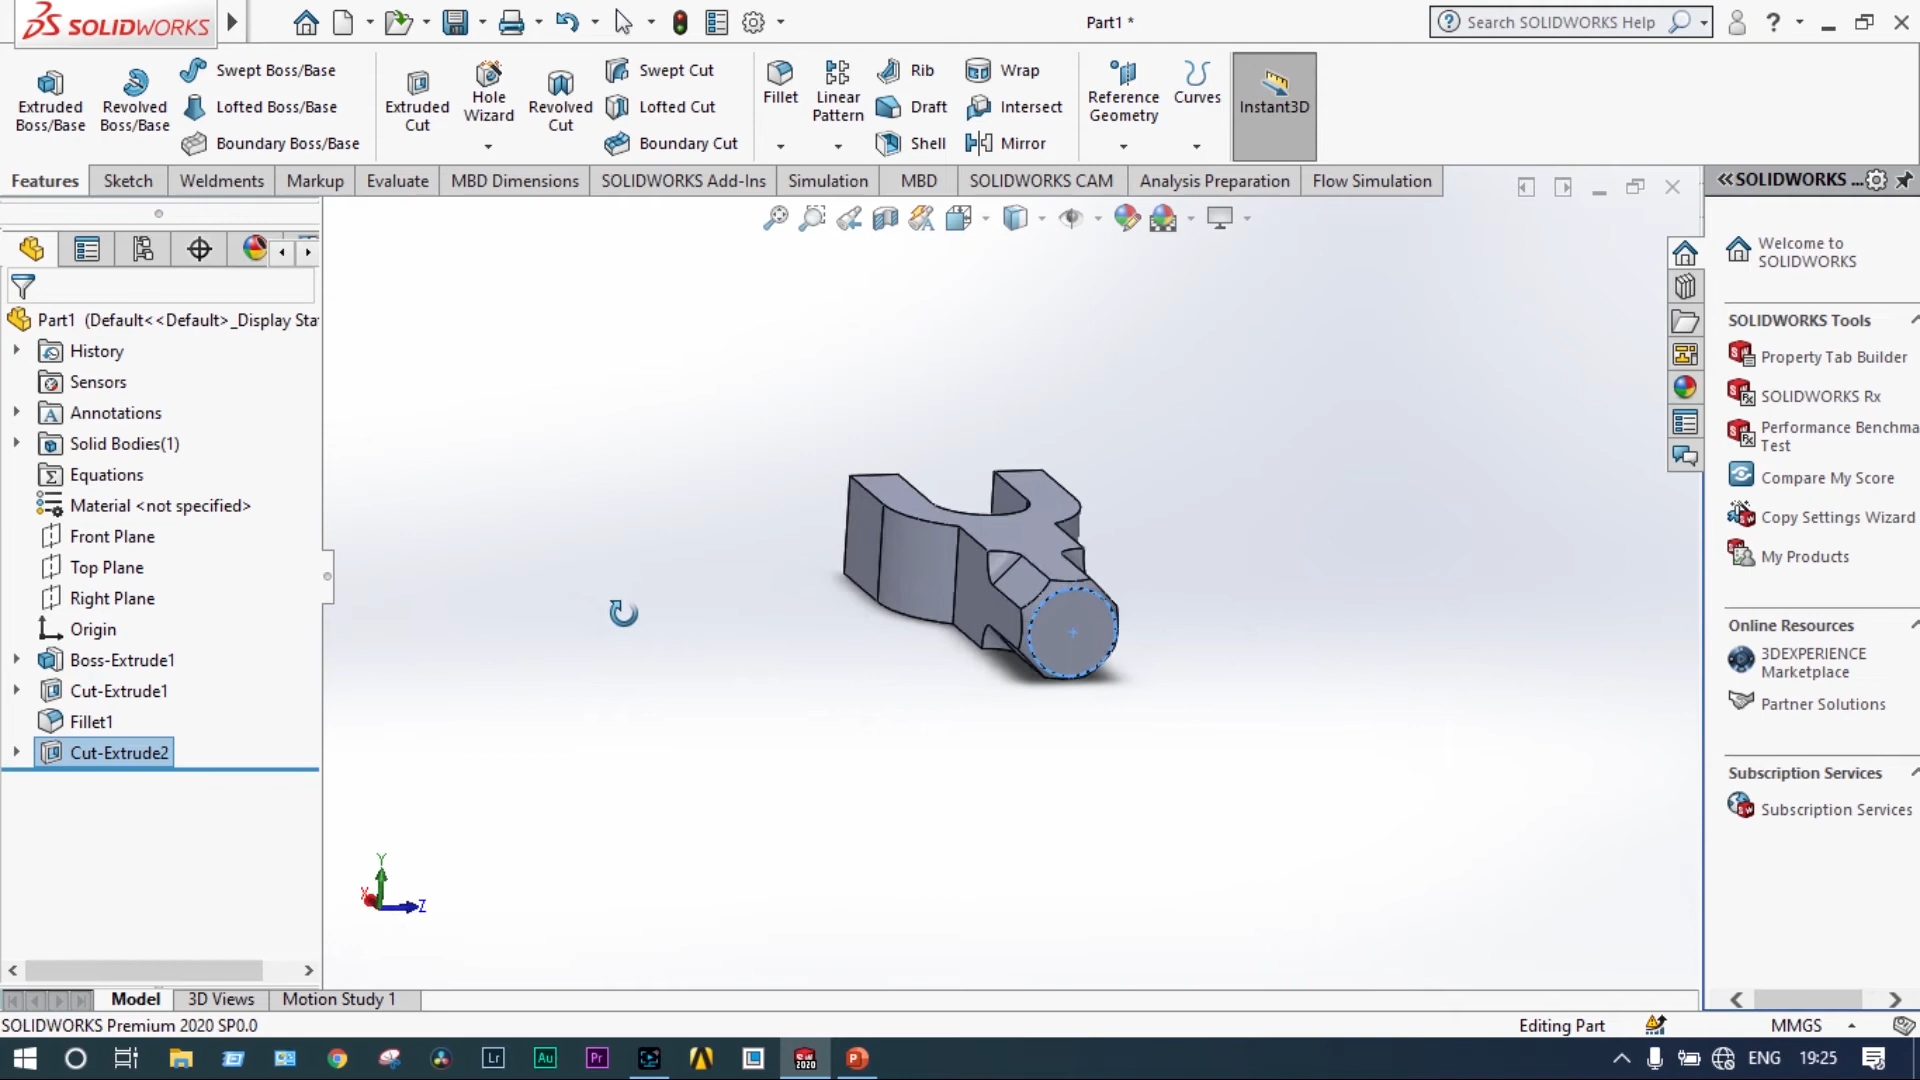 SOLIDWORKS
Part1 *
Search SOLIDWORKS Help
Extruded
Boss/Base
Revolved
Boss/Base
Swept Boss/Base
Lofted Boss/Base
Boundary Boss/Base
Extruded
Cut
Hole
Wizard
Revolved
Cut
Swept Cut
Lofted Cut
Boundary Cut
Fillet
Linear
Pattern
Rib
Draft
Shell
Wrap
Intersect
Mirror
Reference
Geometry
Curves
Instant3D
Features
Sketch
Weldments
Markup
Evaluate
MBD Dimensions
SOLIDWORKS Add-Ins
Simulation
MBD
SOLIDWORKS CAM
Analysis Preparation
Flow Simulation
Part1 (Default<<Default>_Display Sta
History
Sensors
Annotations
Solid Bodies(1)
Equations
Material <not specified>
Front Plane
Top Plane
Right Plane
Origin
Boss-Extrude1
Cut-Extrude1
Fillet1
Cut-Extrude2
Y
X
Z
SOLIDWORKS ...
Welcome to
SOLIDWORKS
SOLIDWORKS Tools
Property Tab Builder
SOLIDWORKS Rx
Performance Benchma
Test
Compare My Score
Copy Settings Wizard
My Products
Online Resources
3DEXPERIENCE
Marketplace
Partner Solutions
Subscription Services
Subscription Services
Model
3D Views
Motion Study 1
SOLIDWORKS Premium 2020 SP0.0
Editing Part
MMGS
Lr
Au
Pr
SW
2020
P
ENG
19:25